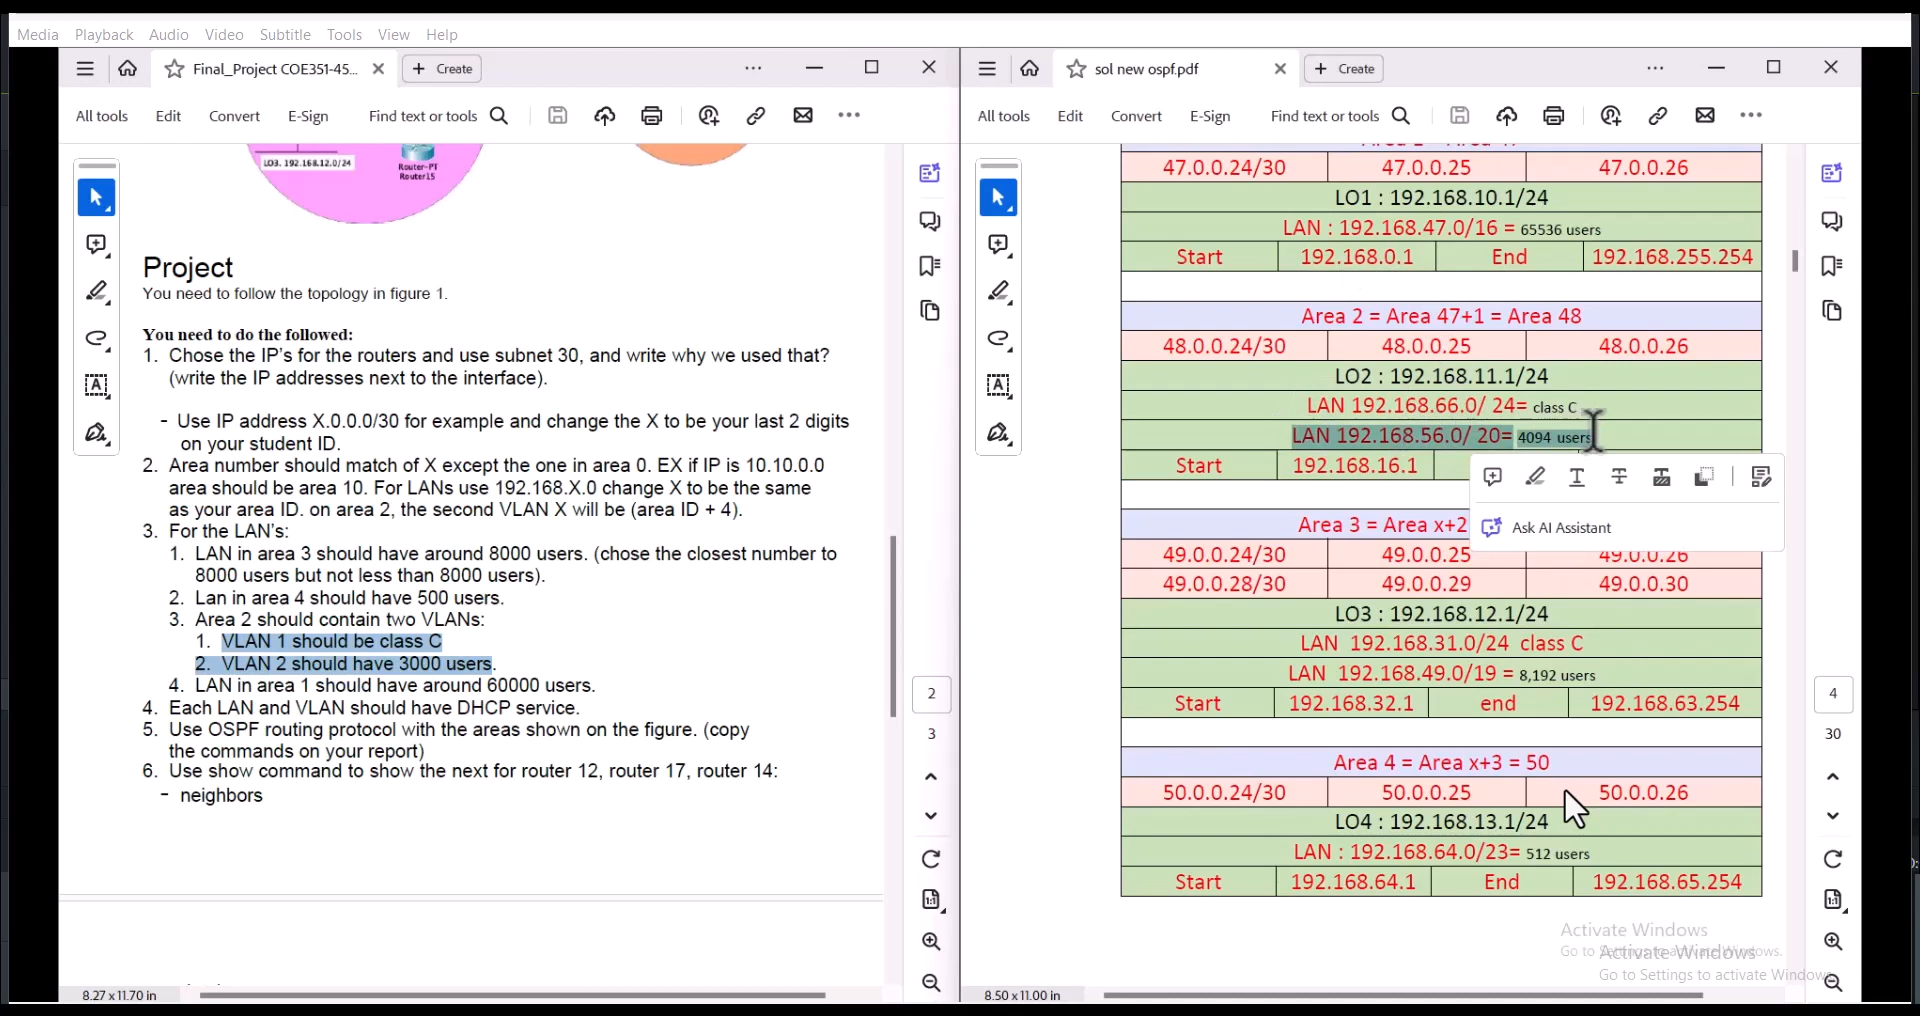 Media Playback Audio Video Subtitle Tools View Help
Final_Project COE351-45...
Create
All tools Edit Convert E-Sign Find text or tools
LO3. 192.168.12.0/24
Router-PT
Router15
Project
You need to follow the topology in figure 1.
You need to do the followed:
1. Chose the IP's for the routers and use subnet 30, and write why we used that?
(write the IP addresses next to the interface).
- Use IP address X.0.0.0/30 for example and change the X to be your last 2 digits
on your student ID.
2. Area number should match of X except the one in area 0. EX if IP is 10.10.0.0
area should be area 10. For LANs use 192.168.X.0 change X to be the same
as your area ID. on area 2, the second VLAN X will be (area ID + 4).
3. For the LAN's:
1. LAN in area 3 should have around 8000 users. (chose the closest number to
8000 users but not less than 8000 users).
2. Lan in area 4 should have 500 users.
3. Area 2 should contain two VLANs:
1. VLAN 1 should be class C
2. VLAN 2 should have 3000 users.
4. LAN in area 1 should have around 60000 users.
4. Each LAN and VLAN should have DHCP service.
5. Use OSPF routing protocol with the areas shown on the figure. (copy
the commands on your report)
6. Use show command to show the next for router 12, router 17, router 14:
- neighbors
2
3
8.27 x 11.70 in
sol new ospf.pdf
Create
All tools Edit Convert E-Sign Find text or tools
47.0.0.24/30 47.0.0.25 47.0.0.26
LO1 : 192.168.10.1/24
LAN : 192.168.47.0/16 = 65536 users
Start 192.168.0.1 End 192.168.255.254
Area 2 = Area 47+1 = Area 48
48.0.0.24/30 48.0.0.25 48.0.0.26
LO2 : 192.168.11.1/24
LAN 192.168.66.0/ 24= class C
LAN 192.168.56.0/ 20= 4094 users
Start 192.168.16.1
Ask AI Assistant
Area 3 = Area x+2
49.0.0.24/30 49.0.0.25 49.0.0.26
49.0.0.28/30 49.0.0.29 49.0.0.30
LO3 : 192.168.12.1/24
LAN 192.168.31.0/24 class C
LAN 192.168.49.0/19 = 8,192 users
Start 192.168.32.1 end 192.168.63.254
Area 4 = Area x+3 = 50
50.0.0.24/30 50.0.0.25 50.0.0.26
LO4 : 192.168.13.1/24
LAN : 192.168.64.0/23= 512 users
Start 192.168.64.1 End 192.168.65.254
4
30
Activate Windows
Go to Settings to activate Windows.
Activate Windows
Go to Settings to activate Windows
8.50 x 11.00 in